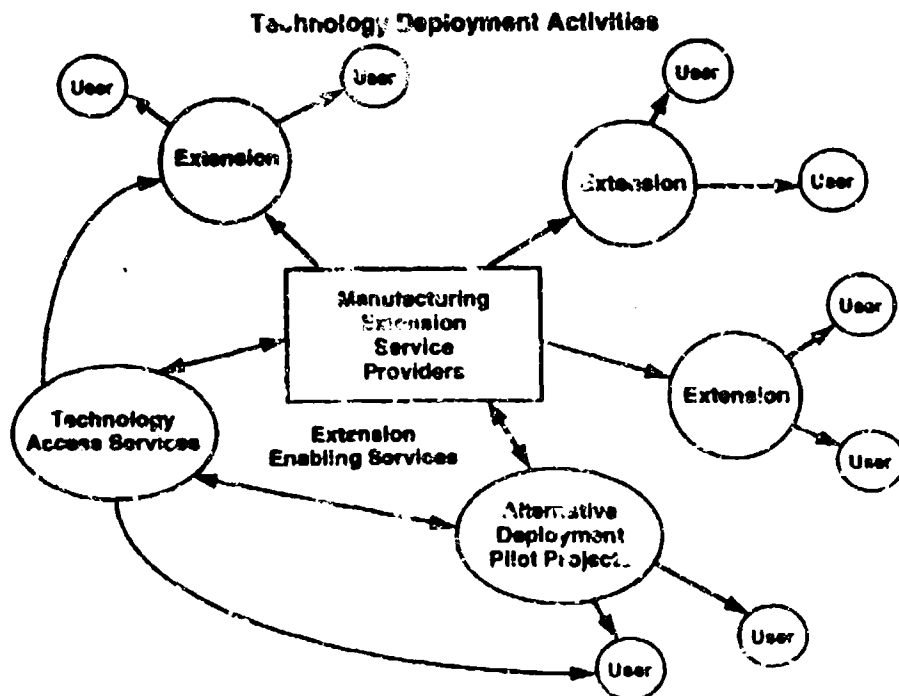 Technology Deployment Activities
User
User
User
Extension
Extension
User
Manufacturing
Extension
Service
Providers
User
Extension
Technology
Access Services
Extension
Enabling Services
User
Alternative
Deployment
Pilot Projects
User
User